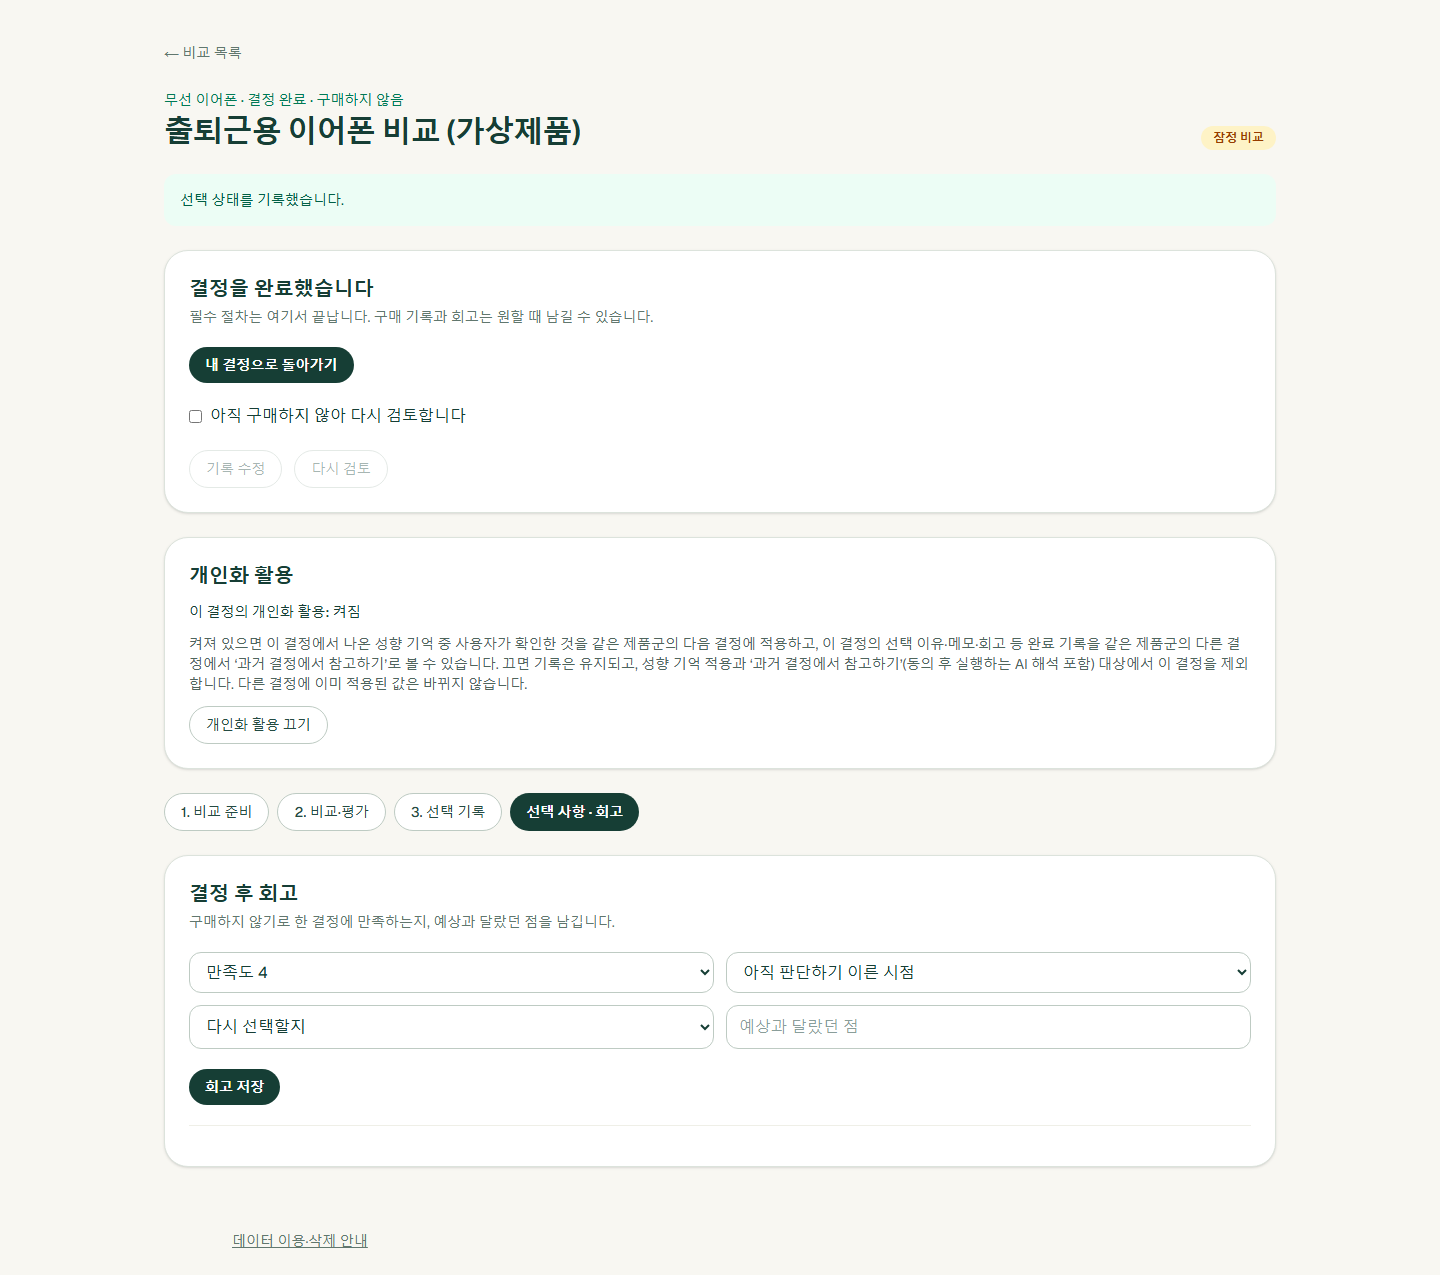 ← 비교 목록
무선 이어폰 · 결정 완료 · 구매하지 않음
출퇴근용 이어폰 비교 (가상제품)
잠정 비교
선택 상태를 기록했습니다.
결정을 완료했습니다
필수 절차는 여기서 끝납니다. 구매 기록과 회고는 원할 때 남길 수 있습니다.
내 결정으로 돌아가기
아직 구매하지 않아 다시 검토합니다
기록 수정
다시 검토
개인화 활용
이 결정의 개인화 활용: 켜짐
켜져 있으면 이 결정에서 나온 성향 기억 중 사용자가 확인한 것을 같은 제품군의 다음 결정에 적용하고, 이 결정의 선택 이유·메모·회고 등 완료 기록을 같은 제품군의 다른 결
정에서 ‘과거 결정에서 참고하기’로 볼 수 있습니다. 끄면 기록은 유지되고, 성향 기억 적용과 ‘과거 결정에서 참고하기’(동의 후 실행하는 AI 해석 포함) 대상에서 이 결정을 제외
합니다. 다른 결정에 이미 적용된 값은 바뀌지 않습니다.
개인화 활용 끄기
1. 비교 준비
2. 비교·평가
3. 선택 기록
선택 사항 · 회고
결정 후 회고
구매하지 않기로 한 결정에 만족하는지, 예상과 달랐던 점을 남깁니다.
만족도 4
아직 판단하기 이른 시점
다시 선택할지
예상과 달랐던 점
회고 저장
데이터 이용·삭제 안내